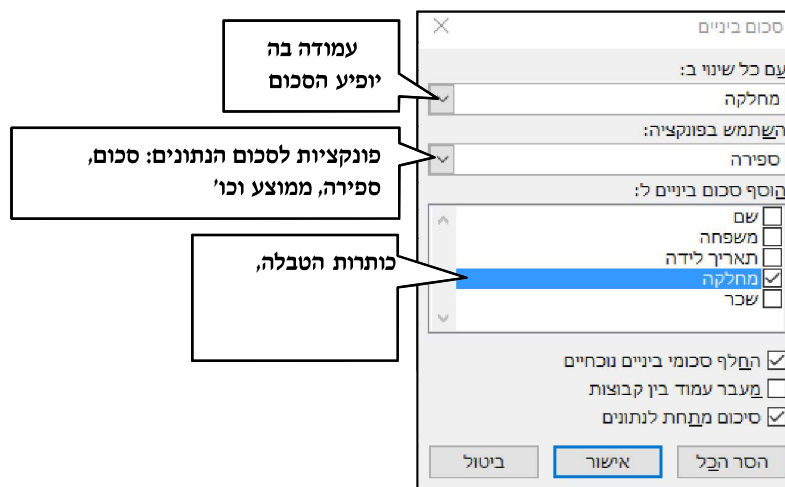 סכום ביניים
עם כל שינוי ב:
מחלקה
השתמש בפונקציה:
ספירה
הוסף סכום ביניים ל:
שם
משפחה
תאריך לידה
מחלקה
שכר
החלף סכומי ביניים נוכחיים
מעבר עמוד בין קבוצות
סיכום מתחת לנתונים
הסר הכל
אישור
ביטול
עמודה בה
יופיע הסכום
פונקציות לסכום הנתונים: סכום,
ספירה, ממוצע וכו'
כותרות הטבלה,